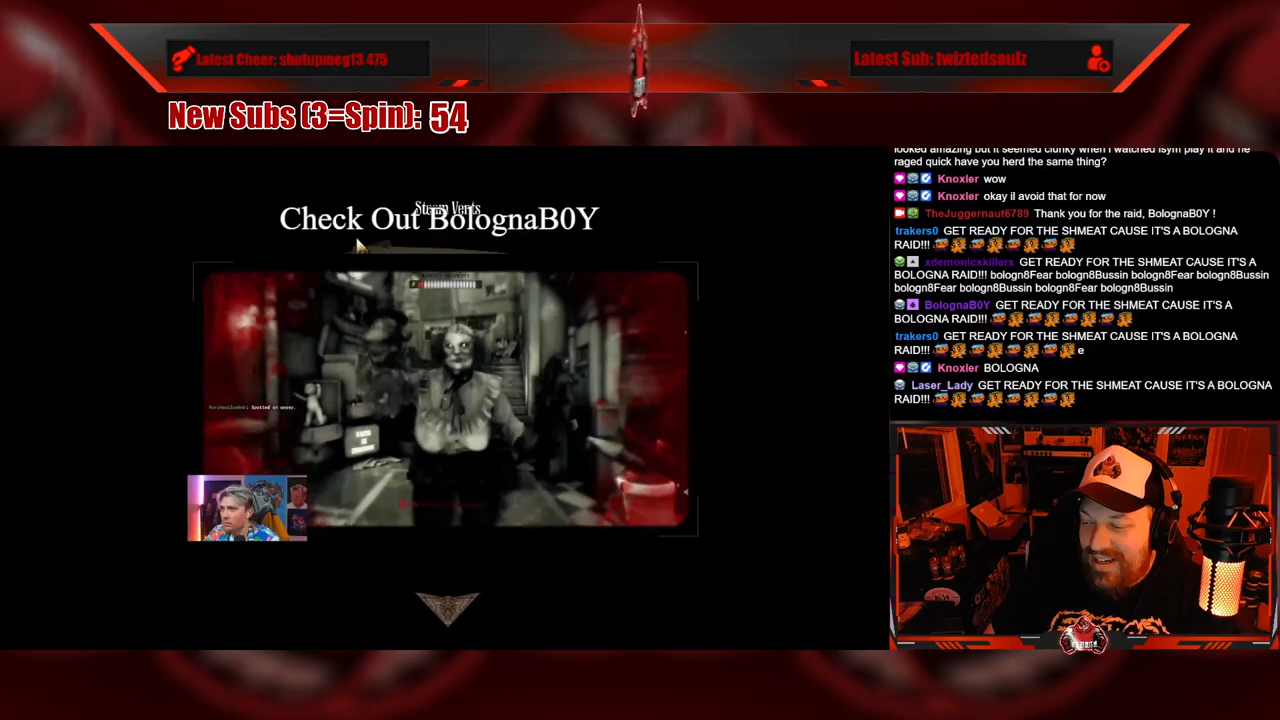 Latest Cheer: shutupmeg13 475
Latest Sub: twiztedsoulz
New Subs (3=Spin): 54
Steam Vents
Check Out BolognaB0Y
looked amazing but it seemed clunky when i watched isym play it and he
raged quick have you herd the same thing?
Knoxler wow
Knoxler okay il avoid that for now
TheJuggernaut6789 Thank you for the raid, BolognaB0Y !
trakers0 GET READY FOR THE SHMEAT CAUSE IT'S A BOLOGNA
RAID!!!
xdemonicxkillerx GET READY FOR THE SHMEAT CAUSE IT'S A
BOLOGNA RAID!!! bologn8Fear bologn8Bussin bologn8Fear bologn8Bussin
bologn8Fear bologn8Bussin bologn8Fear bologn8Bussin
BolognaB0Y GET READY FOR THE SHMEAT CAUSE IT'S A
BOLOGNA RAID!!!
trakers0 GET READY FOR THE SHMEAT CAUSE IT'S A BOLOGNA
RAID!!! e
Knoxler BOLOGNA
Laser_Lady GET READY FOR THE SHMEAT CAUSE IT'S A BOLOGNA
RAID!!!